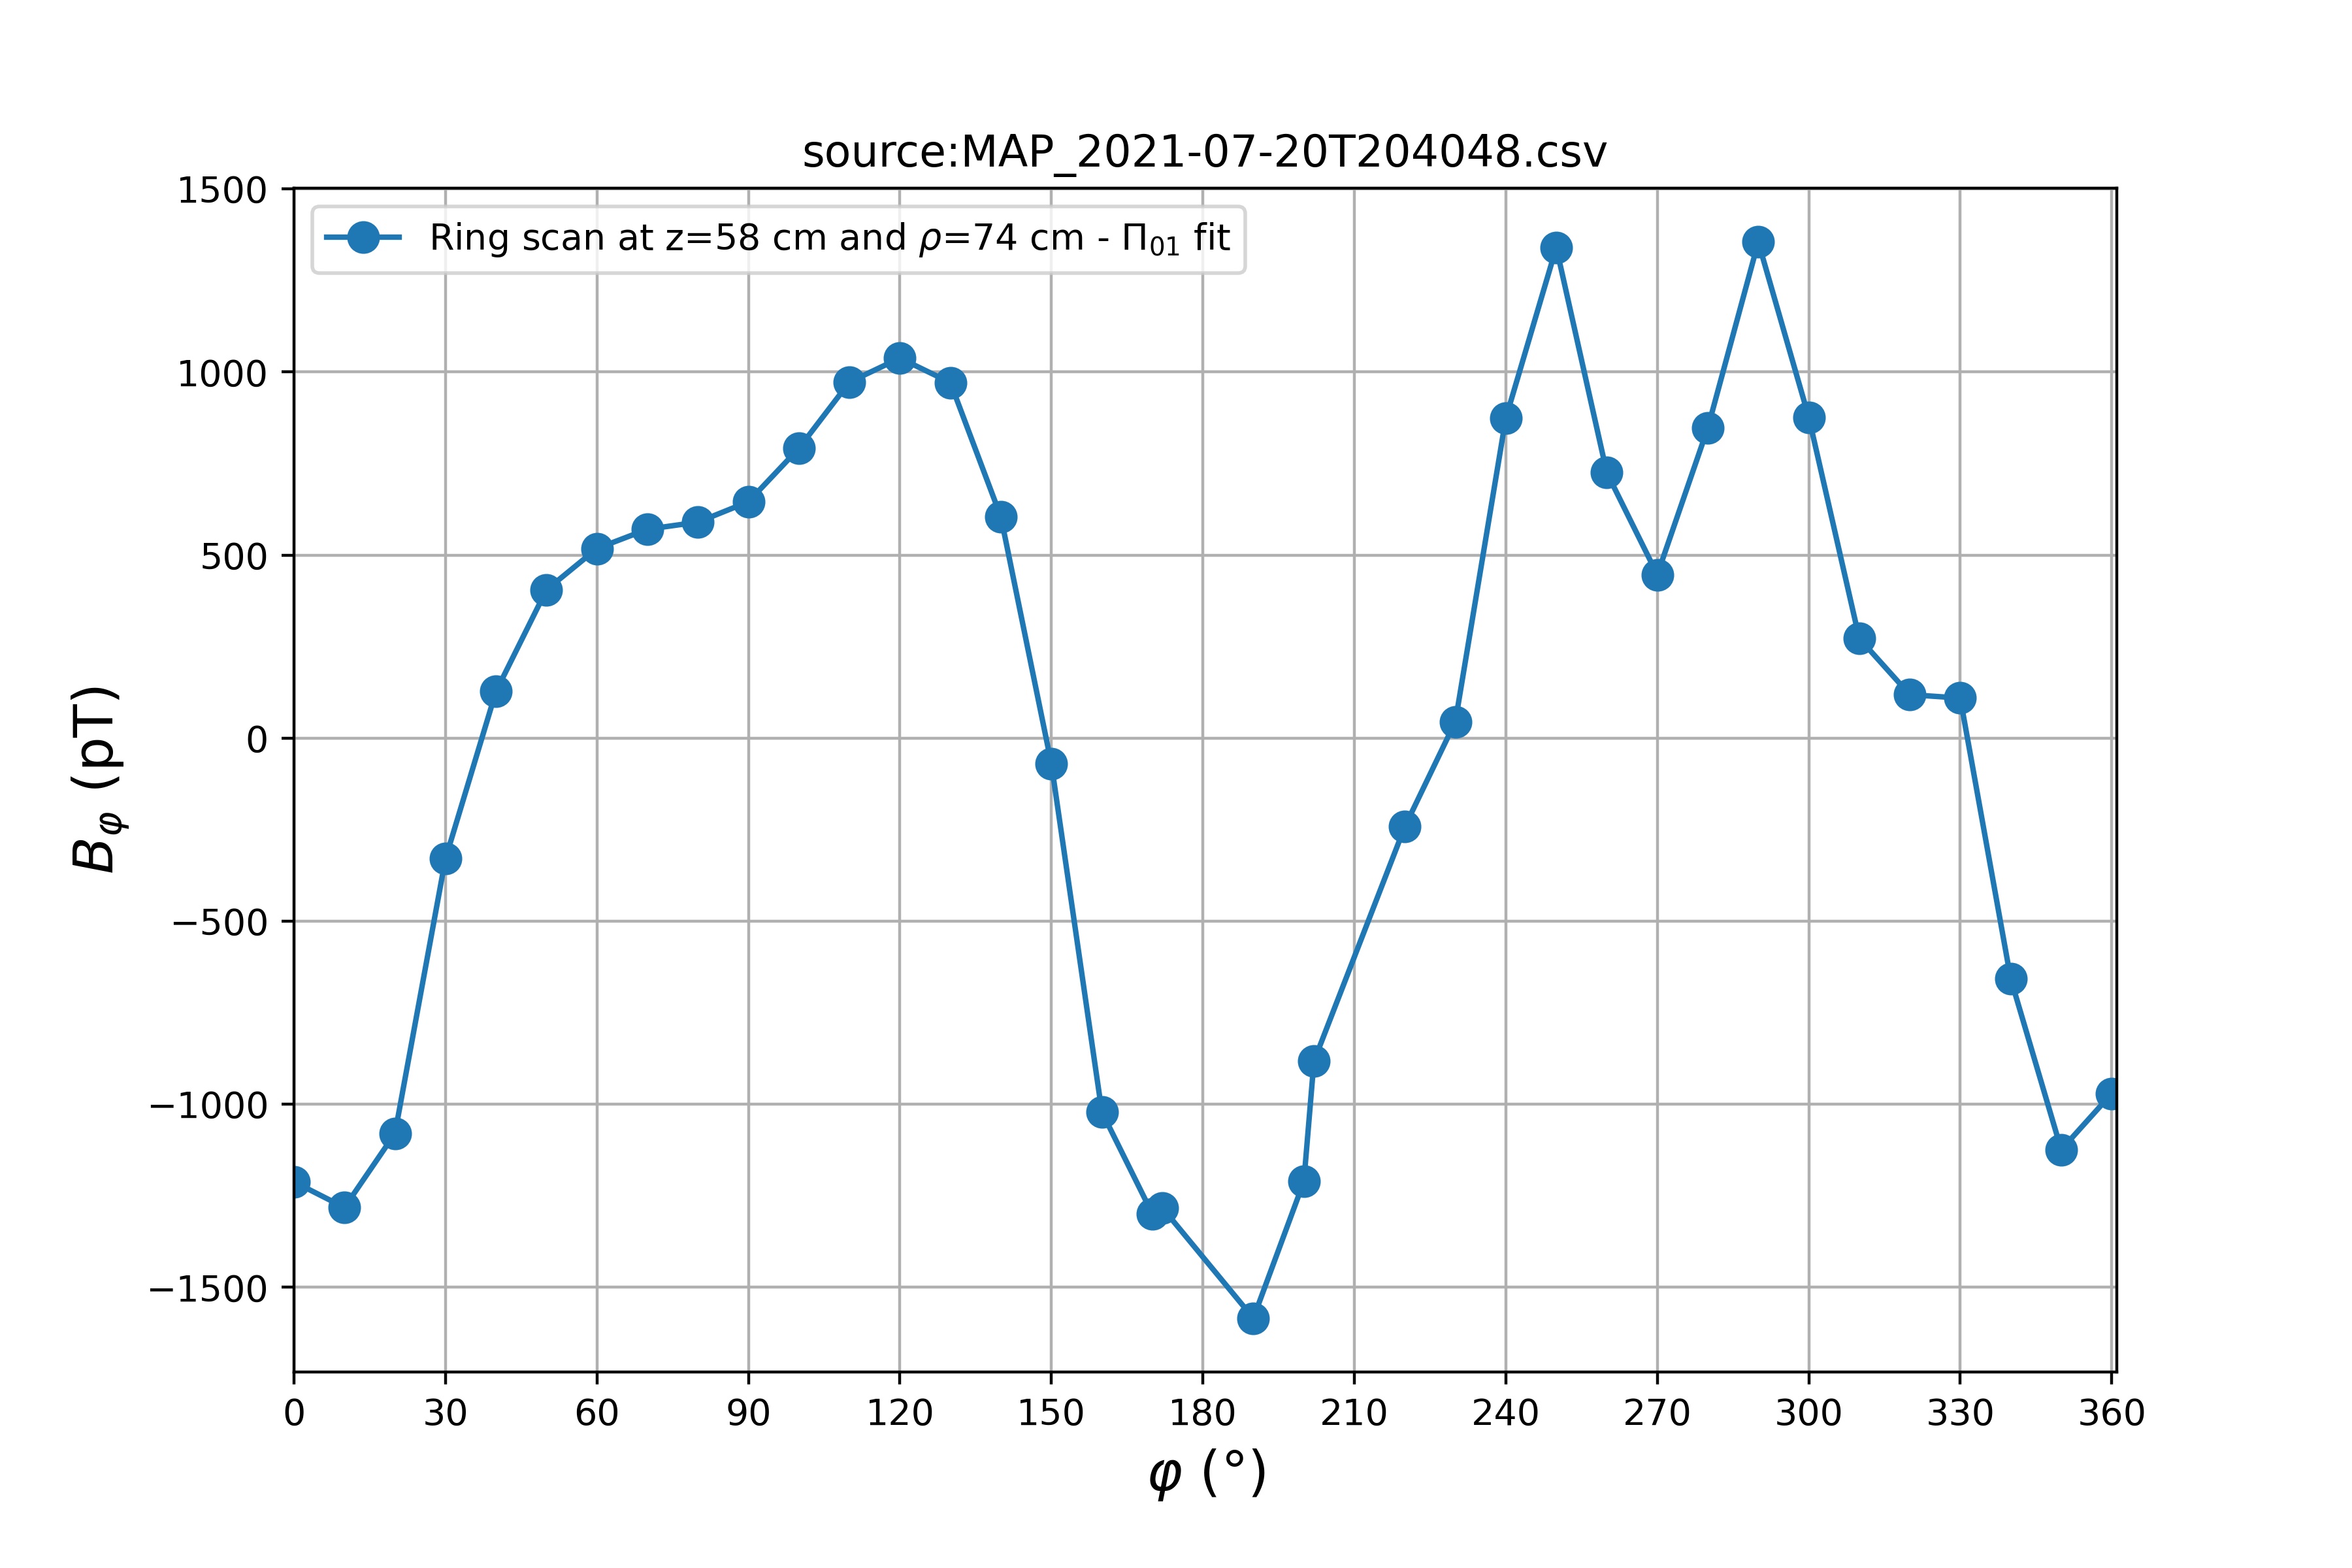 source:MAP_2021-07-20T204048.csv
1500
1000
500
0
−500
−1000
−1500
Ring scan at z=58 cm and ρ=74 cm - Π₀₁ fit
B_φ (pT)
0 30 60 90 120 150 180 210 240 270 300 330 360
φ (°)